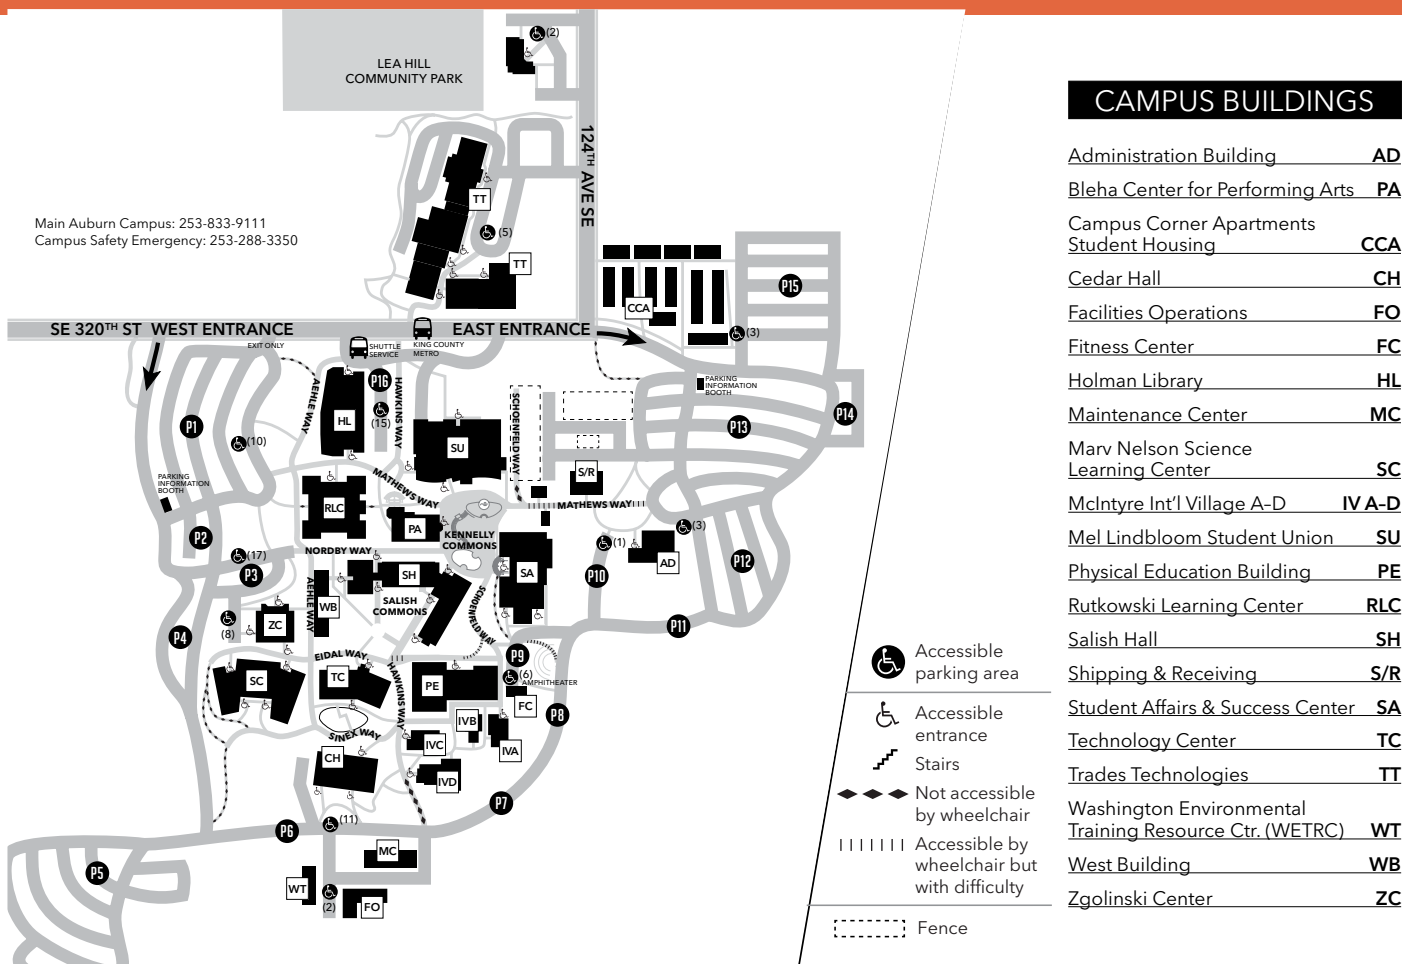 (2)
LEA HILL
COMMUNITY PARK
124TH AVE SE
TT
Main Auburn Campus: 253-833-9111
Campus Safety Emergency: 253-288-3350
(5)
TT
CCA
P15
SE 320TH ST WEST ENTRANCE
EAST ENTRANCE
(3)
EXIT ONLY
SHUTTLE
SERVICE
KING COUNTY
METRO
P16
(15)
AEHLE WAY
HAWKINS WAY
HL
SU
SCHOENFELD WAY
PARKING
INFORMATION
BOOTH
P1
(10)
P13
P14
PARKING
INFORMATION
BOOTH
S/R
MATHEWS WAY
MATHEWS WAY
RLC
PA
KENNELLY
COMMONS
P2
(17)
P3
NORDBY WAY
(1)
(3)
AD
P10
P12
SA
SH
SALISH
COMMONS
AEHLE WAY
WB
SCHOENFELD WAY
(8)
ZC
P4
P11
EIDAL WAY
P9
(6)
AMPHITHEATER
SC
TC
HAWKINS WAY
PE
FC
P8
IVB
SINEX WAY
IVC
IVA
CH
IVD
P7
P6
(11)
MC
P5
WT
(2)
FO
Accessible
parking area
Accessible
entrance
Stairs
Not accessible
by wheelchair
Accessible by
wheelchair but
with difficulty
Fence
CAMPUS BUILDINGS
Administration Building AD
Bleha Center for Performing Arts PA
Campus Corner Apartments
Student Housing CCA
Cedar Hall CH
Facilities Operations FO
Fitness Center FC
Holman Library HL
Maintenance Center MC
Marv Nelson Science
Learning Center SC
McIntyre Int'l Village A–D IV A–D
Mel Lindbloom Student Union SU
Physical Education Building PE
Rutkowski Learning Center RLC
Salish Hall SH
Shipping & Receiving S/R
Student Affairs & Success Center SA
Technology Center TC
Trades Technologies TT
Washington Environmental
Training Resource Ctr. (WETRC) WT
West Building WB
Zgolinski Center ZC